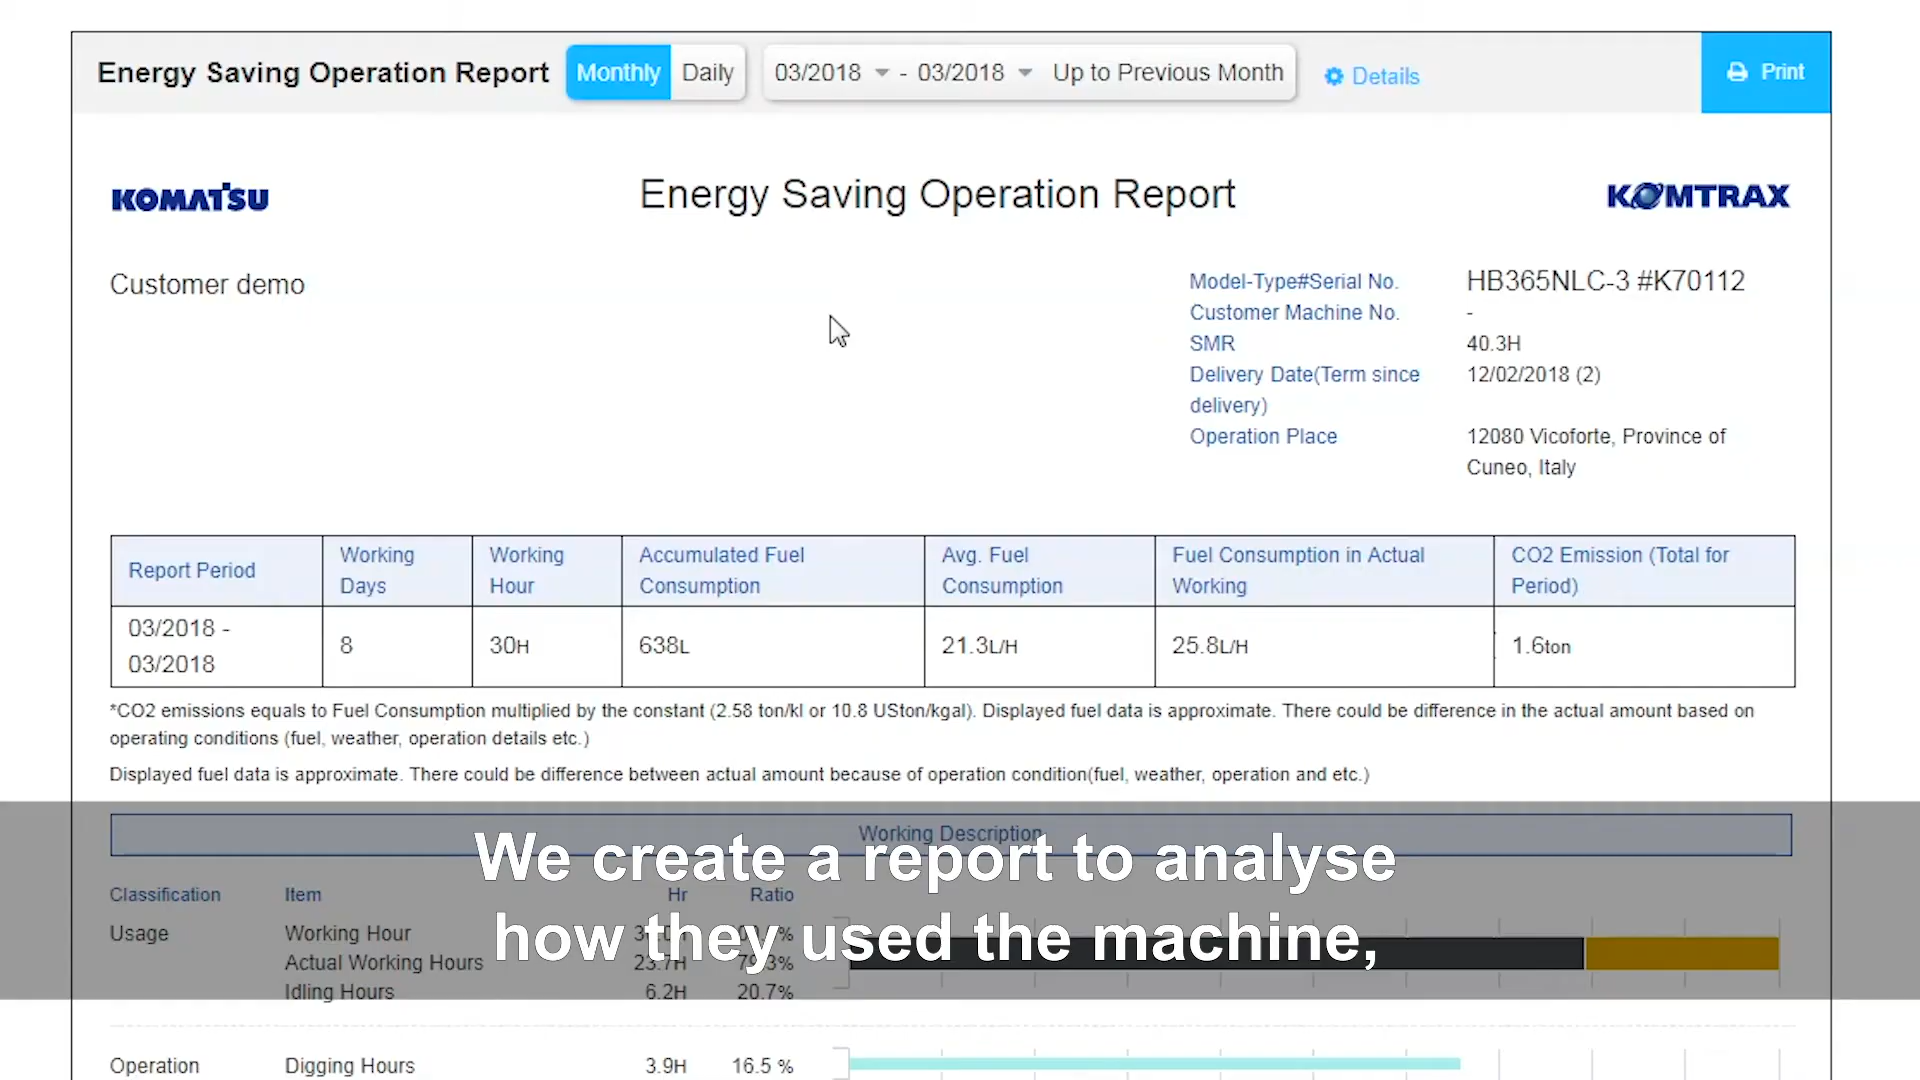 Energy Saving Operation Report Monthly Daily 03/2018 - 03/2018 Up to Previous Month Details Print
KOMATSU Energy Saving Operation Report KOMTRAX
Customer demo
Model-Type#Serial No. HB365NLC-3 #K70112
Customer Machine No. -
SMR 40.3H
Delivery Date(Term since delivery) 12/02/2018 (2)
Operation Place 12080 Vicoforte, Province of
Cuneo, Italy
Report Period Working Days Working Hour Accumulated Fuel Consumption Avg. Fuel Consumption Fuel Consumption in Actual Working CO2 Emission (Total for Period)
03/2018 - 03/2018 8 30H 638L 21.3L/H 25.8L/H 1.6ton
*CO2 emissions equals to Fuel Consumption multiplied by the constant (2.58 ton/kl or 10.8 USton/kgal). Displayed fuel data is approximate. There could be difference in the actual amount based on
operating conditions (fuel, weather, operation details etc.)
Displayed fuel data is approximate. There could be difference between actual amount because of operation condition(fuel, weather, operation and etc.)
Working Description
We create a report to analyse
how they used the machine,
Classification Item Hr Ratio
Usage Working Hour
Actual Working Hours 23.7H 79.3%
Idling Hours 6.2H 20.7%
Operation Digging Hours 3.9H 16.5 %